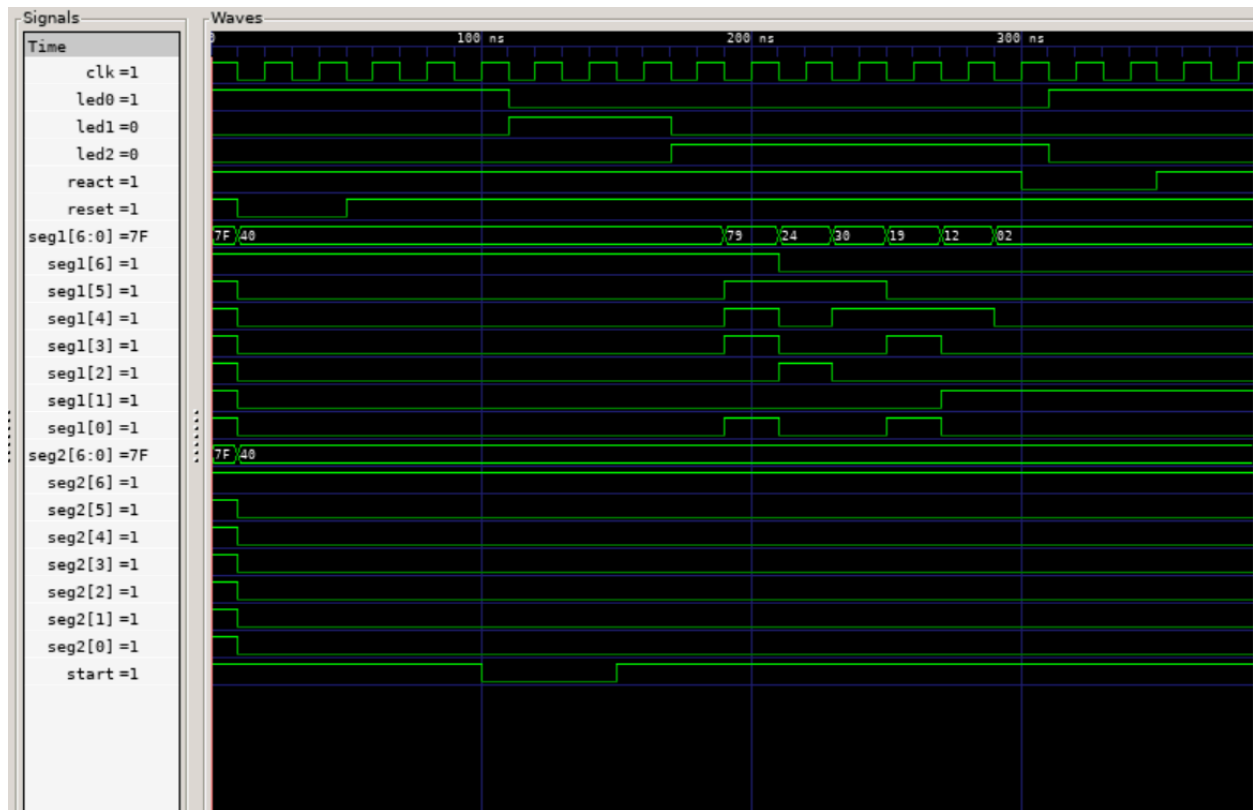 Signals
Waves
Time
0 100 ns 200 ns 300 ns
clk =1
led0 =1
led1 =0
led2 =0
react =1
reset =1
seg1[6:0] =7F 7F 40 79 24 30 19 12 02
seg1[6] =1
seg1[5] =1
seg1[4] =1
seg1[3] =1
seg1[2] =1
seg1[1] =1
seg1[0] =1
seg2[6:0] =7F 7F 40
seg2[6] =1
seg2[5] =1
seg2[4] =1
seg2[3] =1
seg2[2] =1
seg2[1] =1
seg2[0] =1
start =1